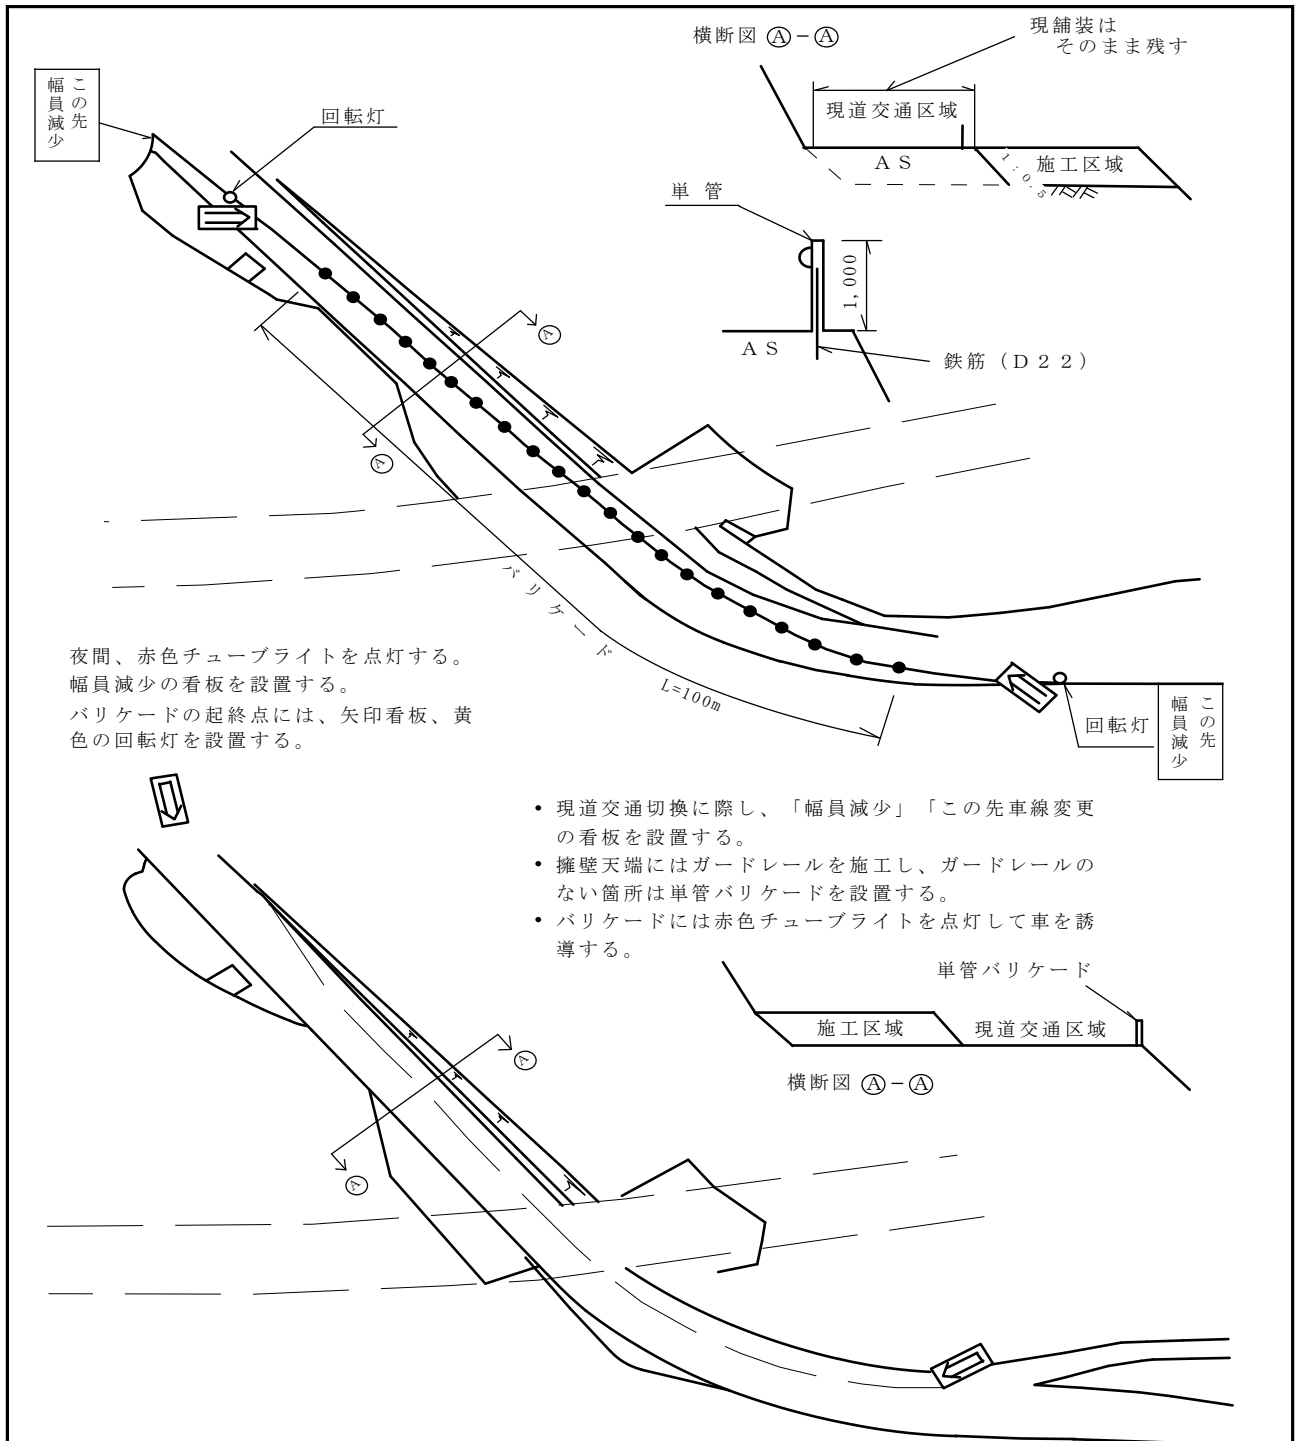 横断図 Ⓐ－Ⓐ
現舗装は
そのまま残す
この先
幅員減少
回転灯
現道交通区域
ＡＳ
施工区域
1:0.5
単管
1,000
ＡＳ
鉄筋（Ｄ２２）
Ⓐ
Ⓐ
バリケード
L=100m
夜間、赤色チューブライトを点灯する。
幅員減少の看板を設置する。
バリケードの起終点には、矢印看板、黄
色の回転灯を設置する。
回転灯
この先
幅員減少
• 現道交通切換に際し、「幅員減少」「この先車線変更
の看板を設置する。
• 擁壁天端にはガードレールを施工し、ガードレールの
ない箇所は単管バリケードを設置する。
• バリケードには赤色チューブライトを点灯して車を誘
導する。
単管バリケード
施工区域
現道交通区域
横断図 Ⓐ－Ⓐ
Ⓐ
Ⓐ